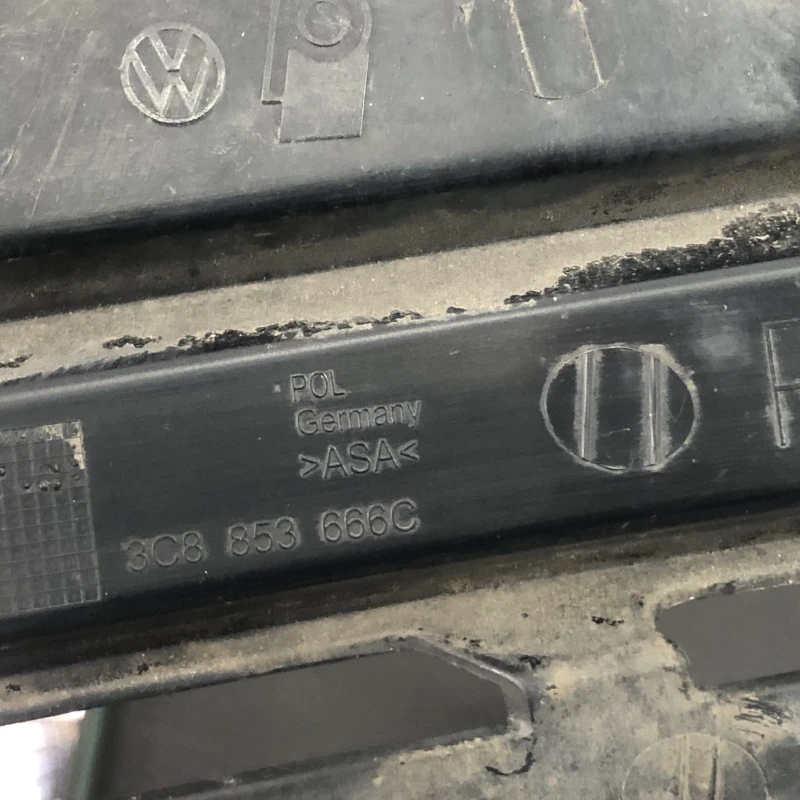 VW
POL
Germany
>ASA<
3C8 853 666C